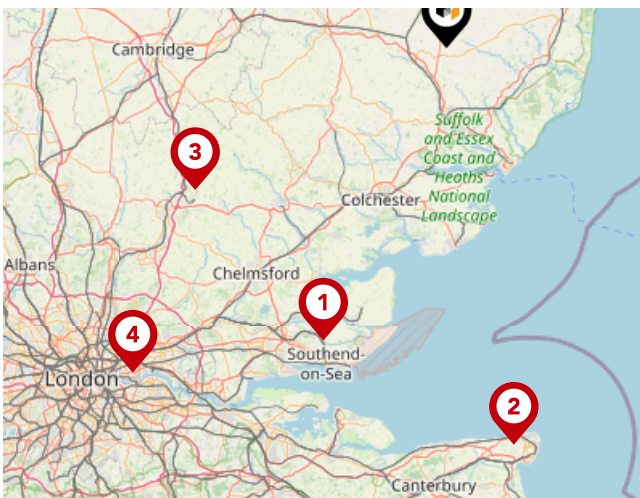 Cambridge
3
Suffolk
and Essex
Coast and
Heaths
National
Landscape
Colchester
Albans
Chelmsford
1
4
Southend-
on-Sea
London
2
Canterbury